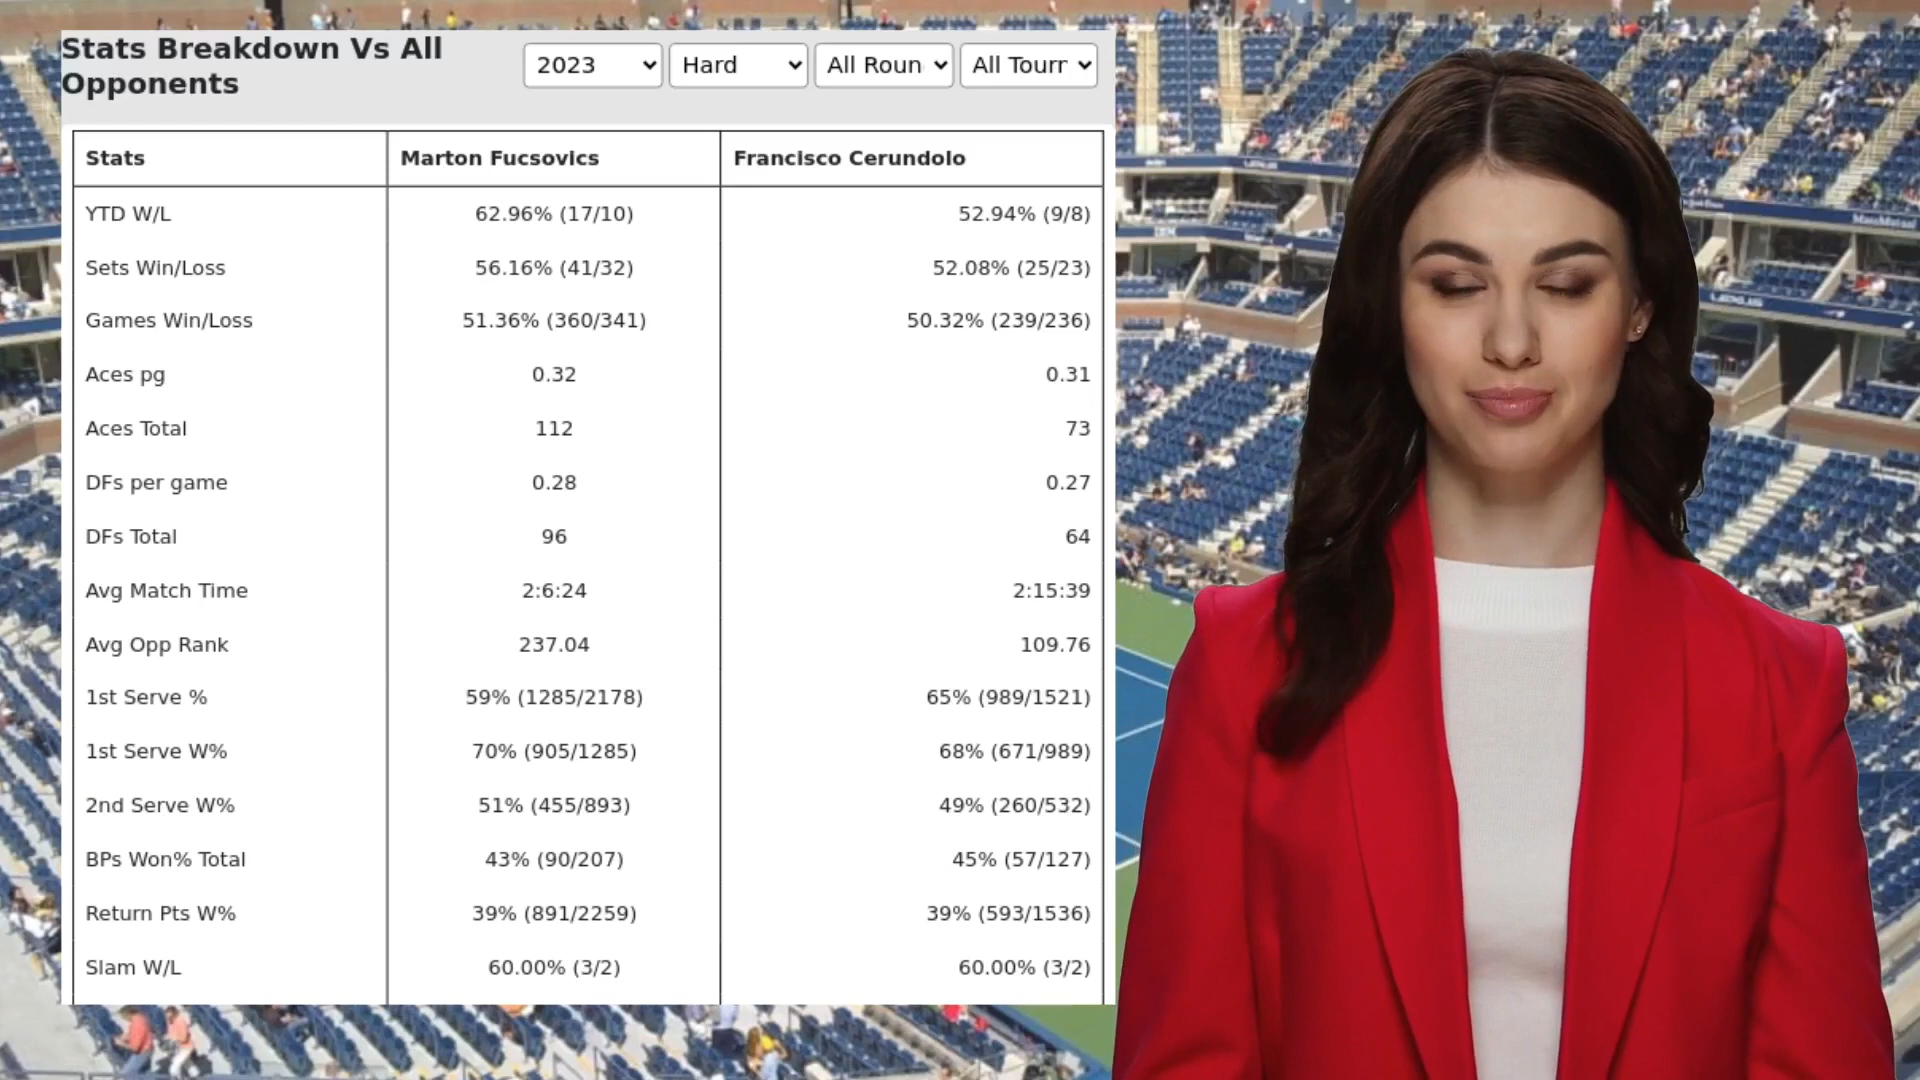 Stats Breakdown Vs All
Opponents
2023 Hard All Roun All Tourr
Stats Marton Fucsovics Francisco Cerundolo
YTD W/L 62.96% (17/10) 52.94% (9/8)
Sets Win/Loss 56.16% (41/32) 52.08% (25/23)
Games Win/Loss 51.36% (360/341) 50.32% (239/236)
Aces pg 0.32 0.31
Aces Total 112 73
DFs per game 0.28 0.27
DFs Total 96 64
Avg Match Time 2:6:24 2:15:39
Avg Opp Rank 237.04 109.76
1st Serve % 59% (1285/2178) 65% (989/1521)
1st Serve W% 70% (905/1285) 68% (671/989)
2nd Serve W% 51% (455/893) 49% (260/532)
BPs Won% Total 43% (90/207) 45% (57/127)
Return Pts W% 39% (891/2259) 39% (593/1536)
Slam W/L 60.00% (3/2) 60.00% (3/2)
IBM
LEXUS
MassMutual